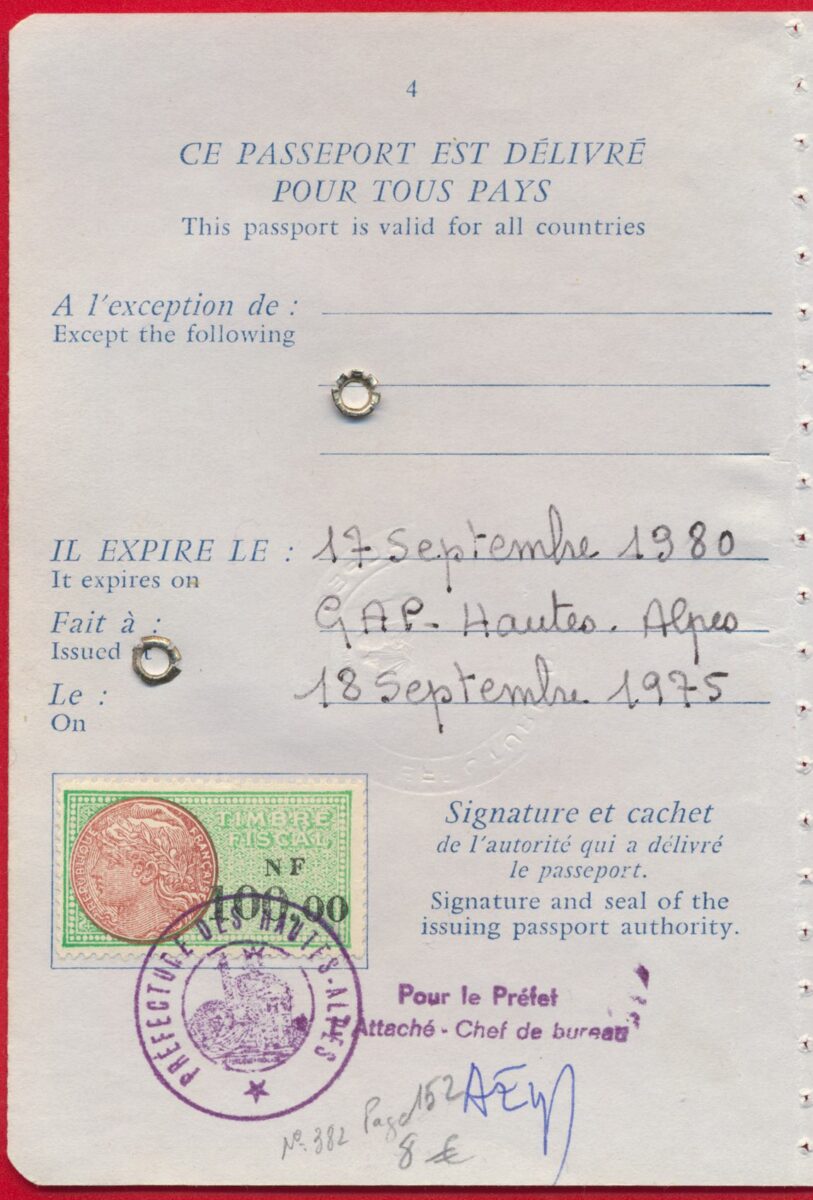 4
CE PASSEPORT EST DÉLIVRÉ
POUR TOUS PAYS
This passport is valid for all countries
A l'exception de :
Except the following
IL EXPIRE LE : 17 Septembre 1980
It expires on
Fait à : GAP- Hautes. Alpes
Issued
Le : 18 Septembre 1975
On
RÉPUBLIQUE FRANÇAISE
TIMBRE
FISCAL
NF
100,00
Signature et cachet
de l'autorité qui a délivré
le passeport.
Signature and seal of the
issuing passport authority.
PRÉFECTURE DES HAUTES-ALPES
Pour le Préfet
Attaché - Chef de bureau
N° 382 Page 152
8 €